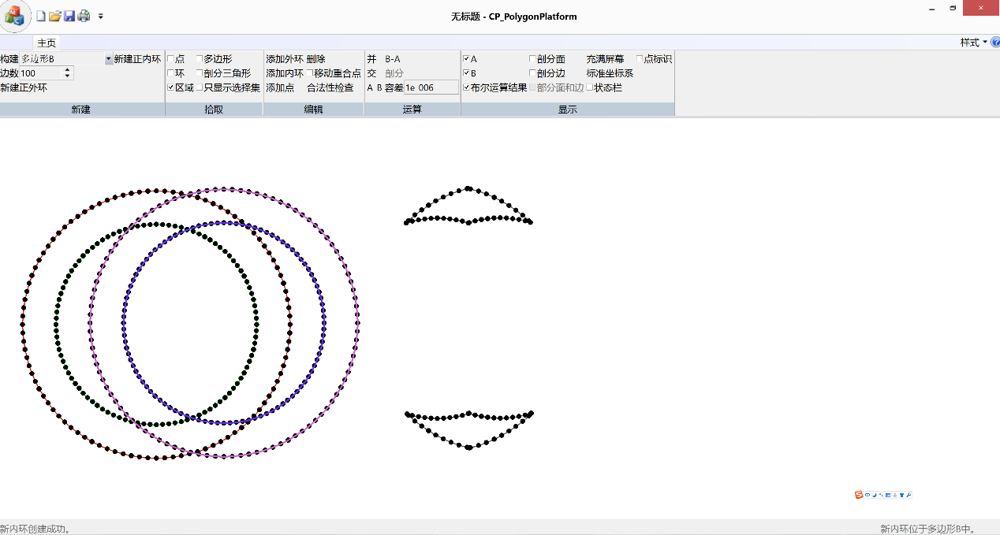 无标题 - CP_PolygonPlatform
主页
样式
构建 多边形B 新建正内环
边数 100
新建正外环
新建
点 多边形
环 剖分三角形
区域 只显示选择集
拾取
添加外环 删除
添加内环 移动重合点
添加点 合法性检查
编辑
并 B-A
交 剖分
A B 容差 1e 006
运算
A 剖分面 充满屏幕 点标识
B 剖分边 标准坐标系
布尔运算结果 部分面和边 状态栏
显示
新内环创建成功。
新内环位于多边形B中。